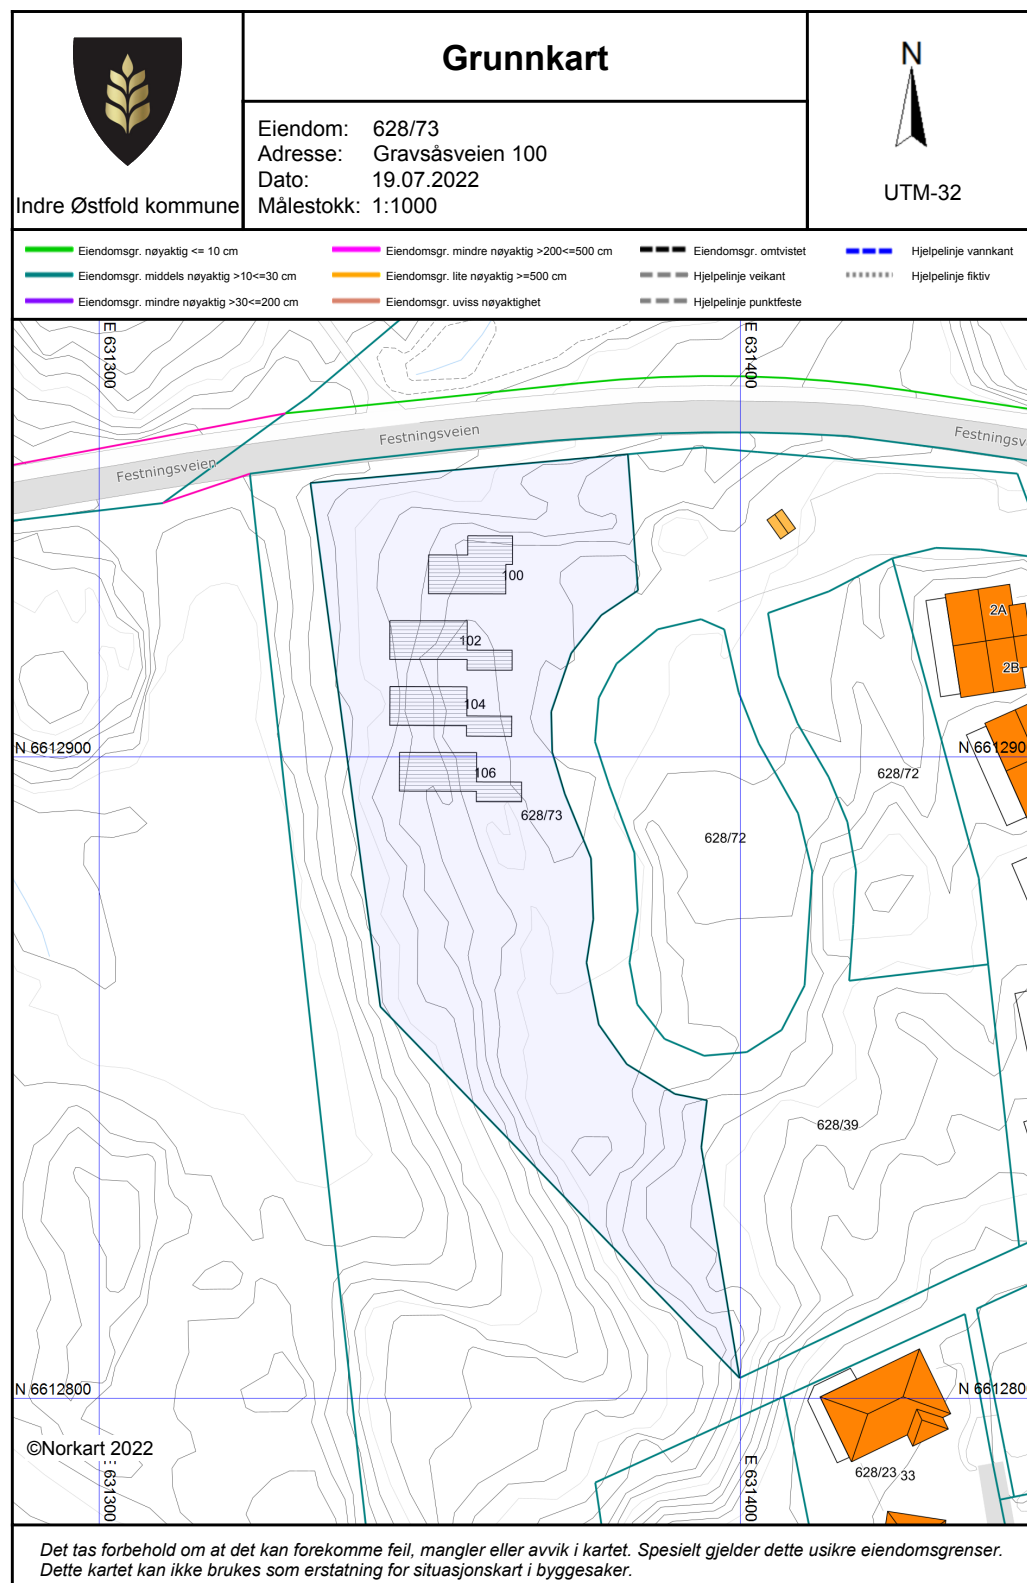 Grunnkart
Eiendom: 628/73
Adresse: Gravsåsveien 100
Dato: 19.07.2022
Målestokk: 1:1000
Indre Østfold kommune
N
UTM-32
Eiendomsgr. nøyaktig <= 10 cm
Eiendomsgr. middels nøyaktig >10<=30 cm
Eiendomsgr. mindre nøyaktig >30<=200 cm
Eiendomsgr. mindre nøyaktig >200<=500 cm
Eiendomsgr. lite nøyaktig >=500 cm
Eiendomsgr. uviss nøyaktighet
Eiendomsgr. omtvistet
Hjelpelinje veikant
Hjelpelinje punktfeste
Hjelpelinje vannkant
Hjelpelinje fiktiv
E 631300
E 631400
Festningsveien
Festningsveien
Festningsv
100
102
104
106
2A
2B
N 6612900
N 661290
628/72
628/73
628/72
628/39
N 6612800
N 661280
©Norkart 2022
E 631300
E 631400
628/23
33
Det tas forbehold om at det kan forekomme feil, mangler eller avvik i kartet. Spesielt gjelder dette usikre eiendomsgrenser.
Dette kartet kan ikke brukes som erstatning for situasjonskart i byggesaker.